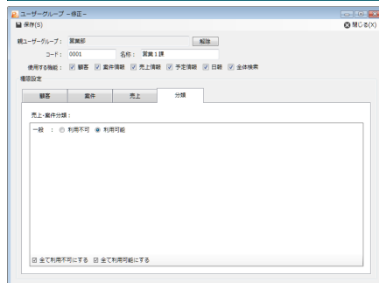 ユーザーグループ -修正-
保存(S) 閉じる(X)
親ユーザーグループ： 営業部 解除
コード： 0001 名称： 営業１課
使用する機能： 顧客 案件情報 売上情報 予定情報 日報 全体検索
権限設定
顧客 案件 売上 分類
売上・案件分類：
一般 ： 利用不可 利用可能
全て利用不可にする 全て利用可能にする